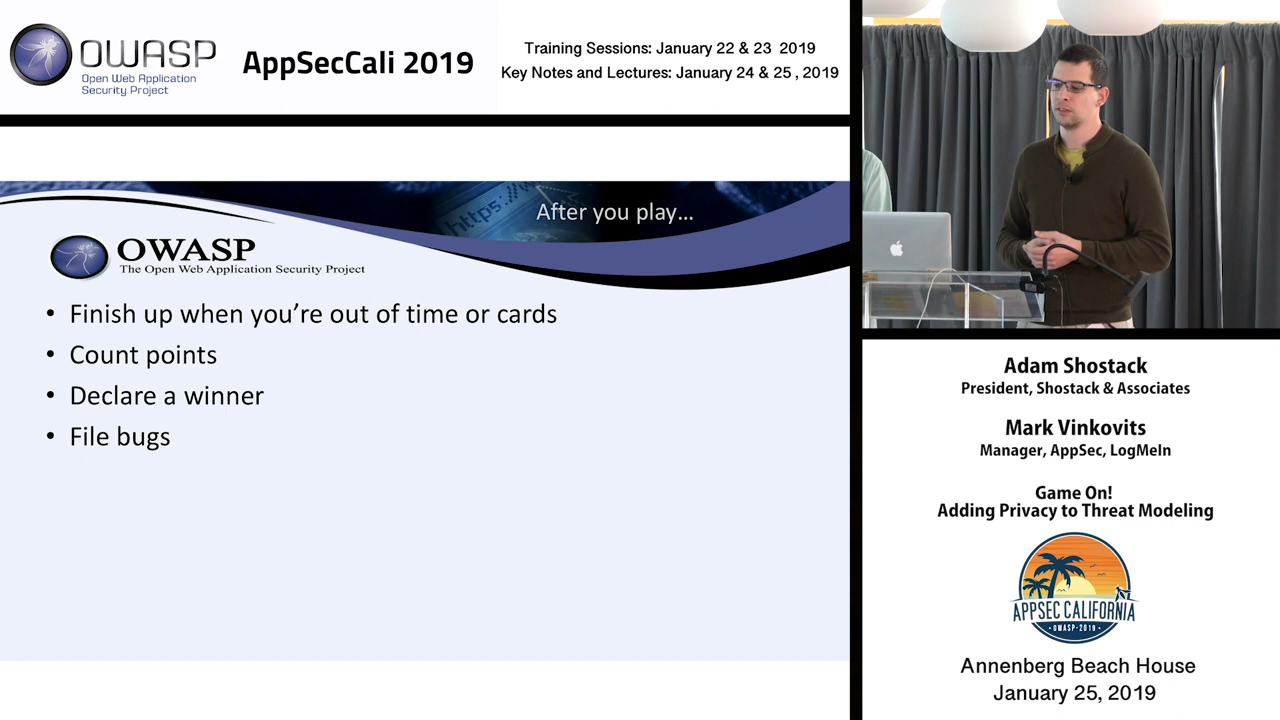 OWASP
Open Web Application
Security Project
AppSecCali 2019
Training Sessions: January 22 & 23 2019
Key Notes and Lectures: January 24 & 25 , 2019
https://w
After you play…
OWASP
The Open Web Application Security Project
• Finish up when you’re out of time or cards
• Count points
• Declare a winner
• File bugs
Adam Shostack
President, Shostack & Associates
Mark Vinkovits
Manager, AppSec, LogMeIn
Game On!
Adding Privacy to Threat Modeling
APPSEC CALIFORNIA
• OWASP-2019 •
Annenberg Beach House
January 25, 2019